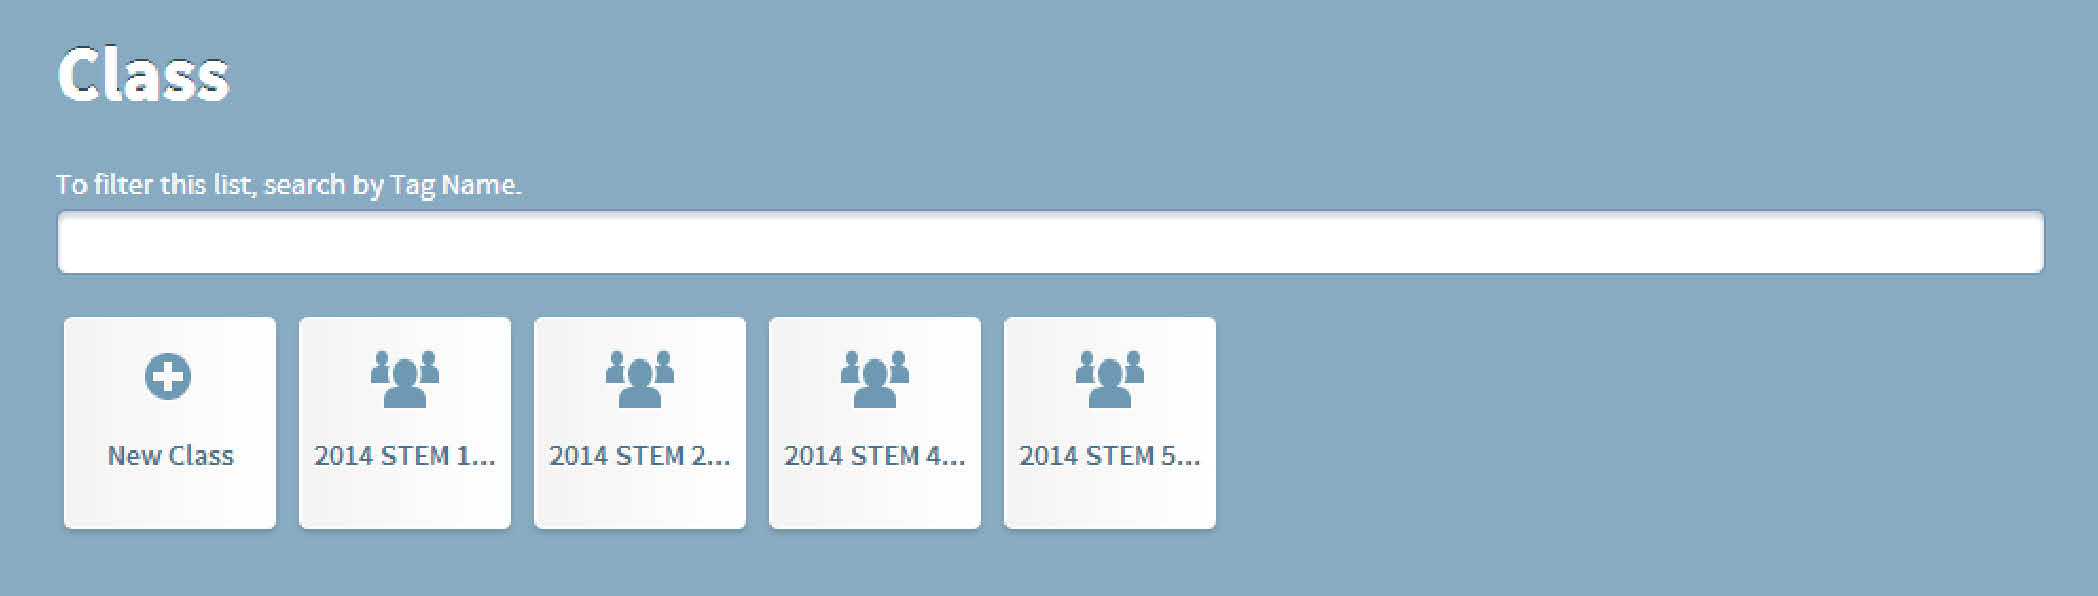 Class
To filter this list, search by Tag Name.
New Class
2014 STEM 1...
2014 STEM 2...
2014 STEM 4...
2014 STEM 5...